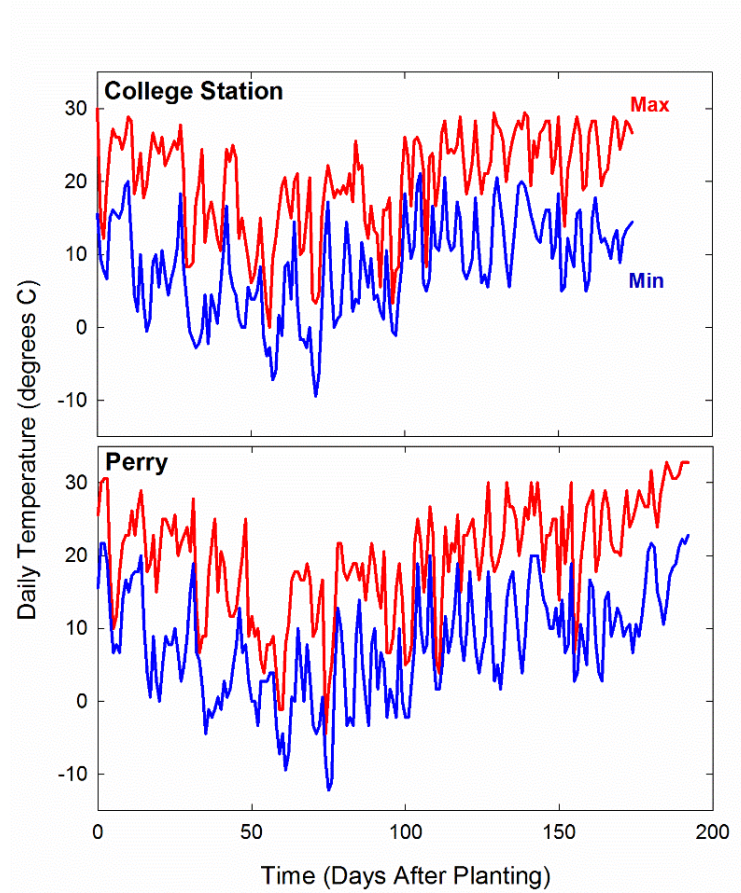 College Station
Max
30
20
10
0
-10
Min
Perry
30
20
10
0
-10
Daily Temperature (degrees C)
0 50 100 150 200
Time (Days After Planting)